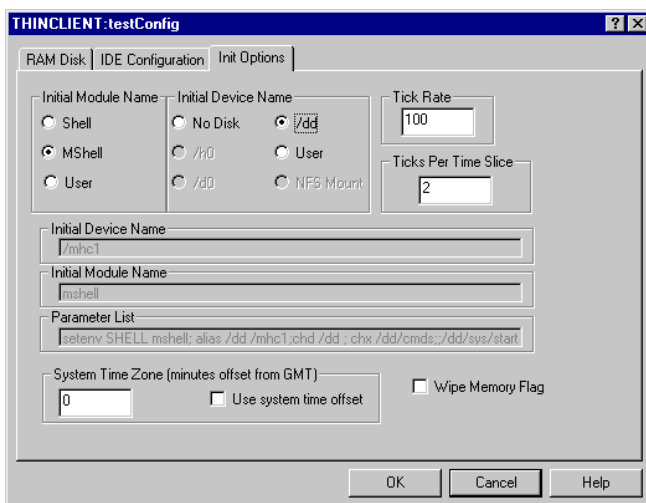 THINCLIENT:testConfig
RAM Disk IDE Configuration Init Options
Initial Module Name
Shell
MShell
User
Initial Device Name
No Disk /dd
/h0 User
/d0 NFS Mount
Tick Rate
100
Ticks Per Time Slice
2
Initial Device Name
/mhc1
Initial Module Name
mshell
Parameter List
setenv SHELL mshell; alias /dd /mhc1;chd /dd ; chx /dd/cmds;;/dd/sys/start
System Time Zone (minutes offset from GMT)
0 Use system time offset
Wipe Memory Flag
OK Cancel Help